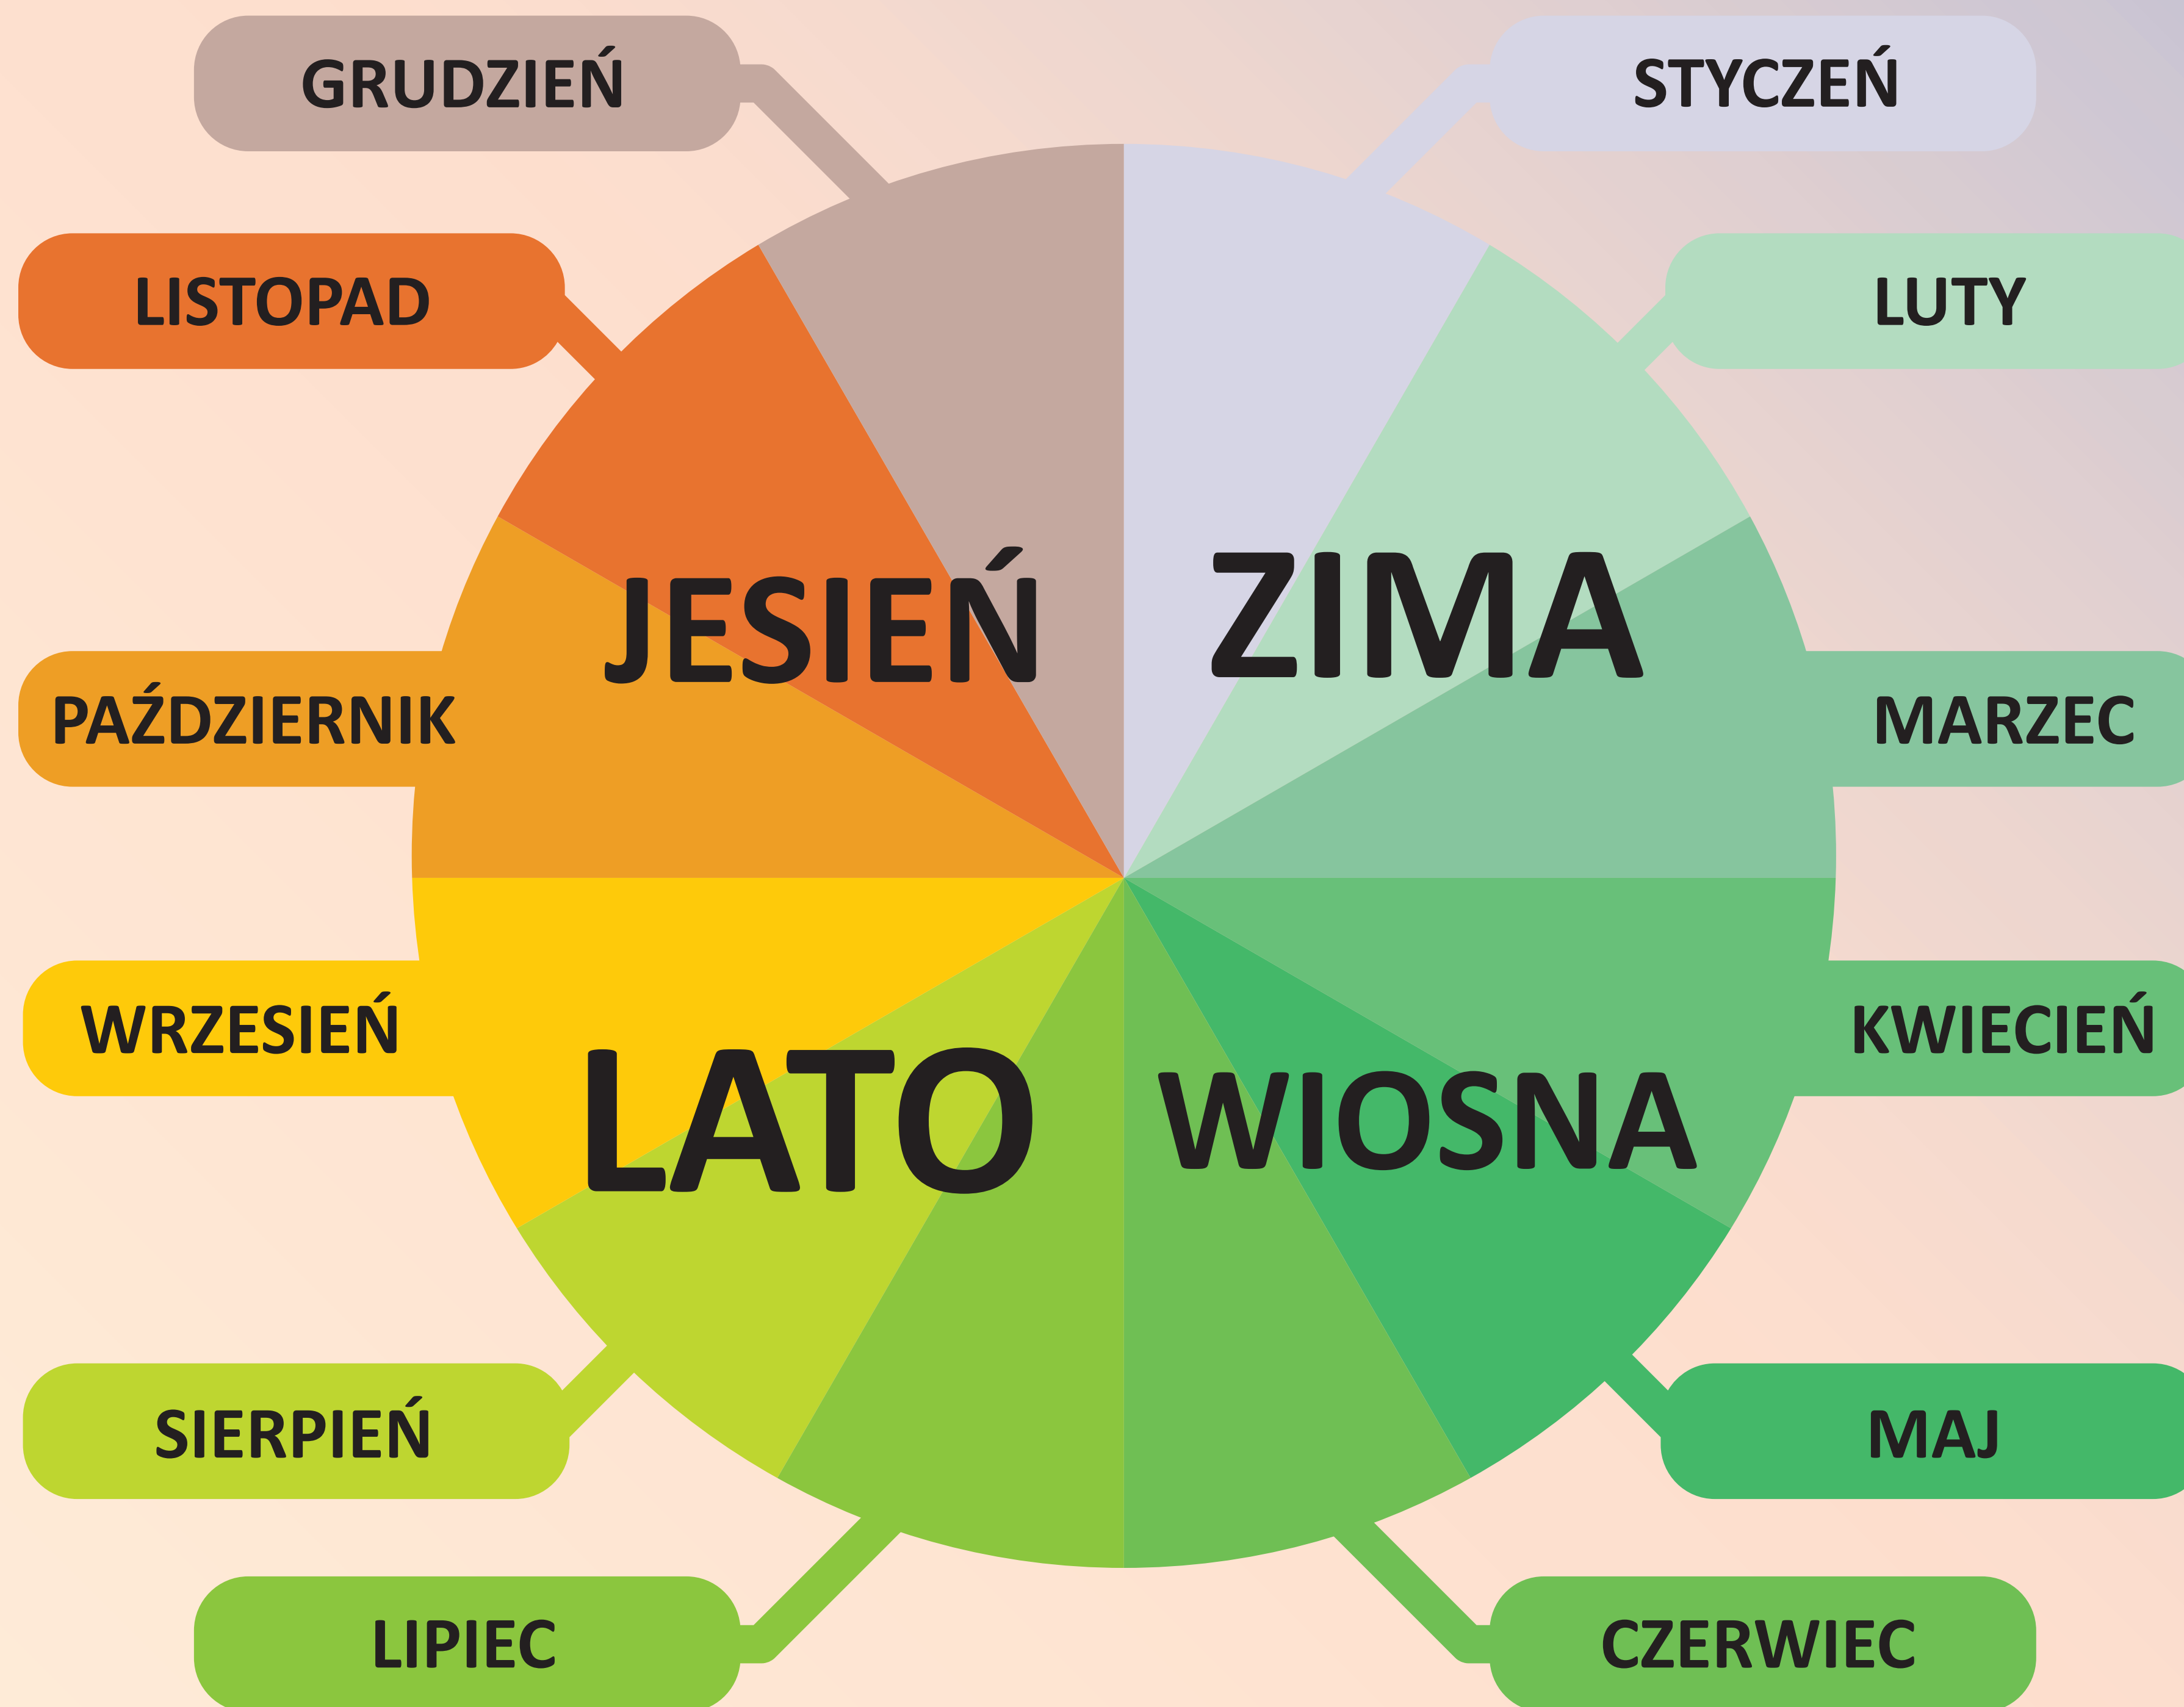 GRUDZIEŃ
STYCZEŃ
LISTOPAD
LUTY
JESIEŃ
ZIMA
PAŹDZIERNIK
MARZEC
WRZESIEŃ
KWIECIEŃ
LATO
WIOSNA
SIERPIEŃ
MAJ
LIPIEC
CZERWIEC